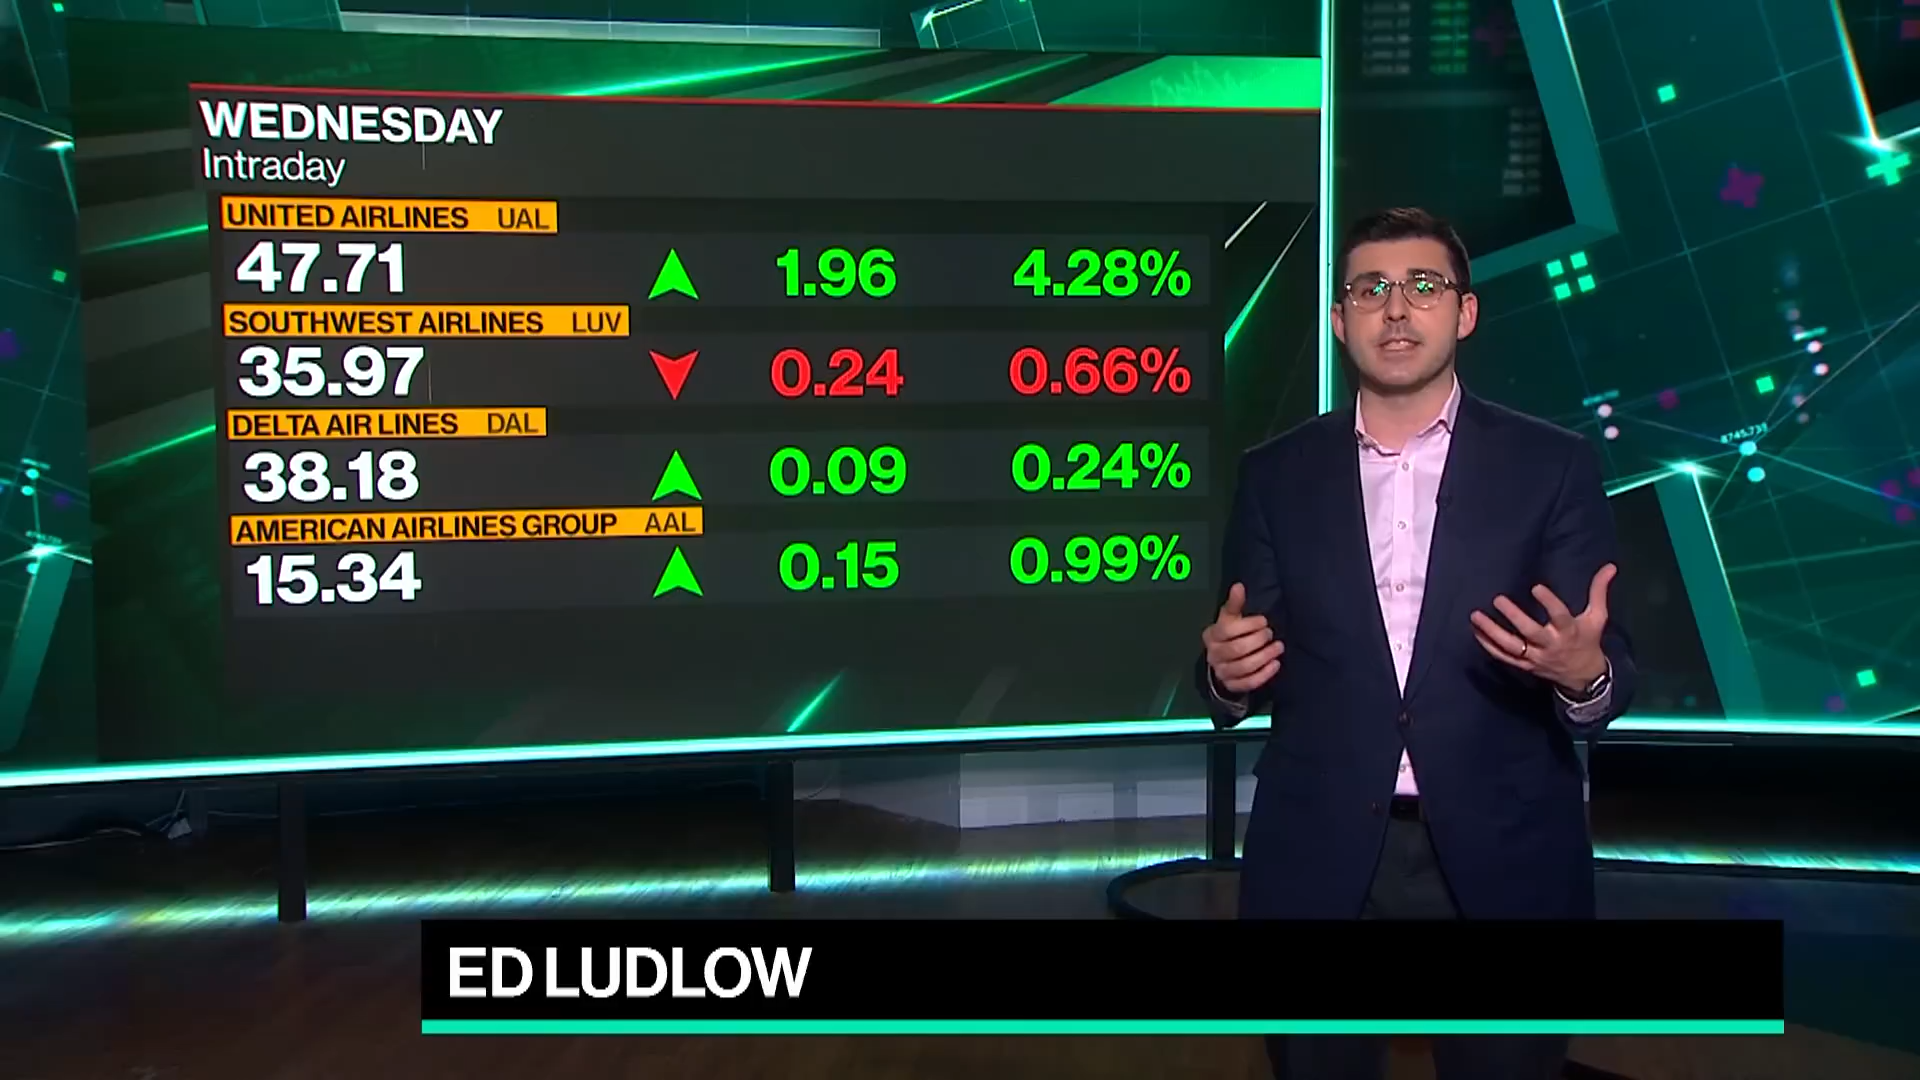 WEDNESDAY
Intraday
UNITED AIRLINES UAL
47.71 1.96 4.28%
SOUTHWEST AIRLINES LUV
35.97 0.24 0.66%
DELTA AIR LINES DAL
38.18 0.09 0.24%
AMERICAN AIRLINES GROUP AAL
15.34 0.15 0.99%
ED LUDLOW